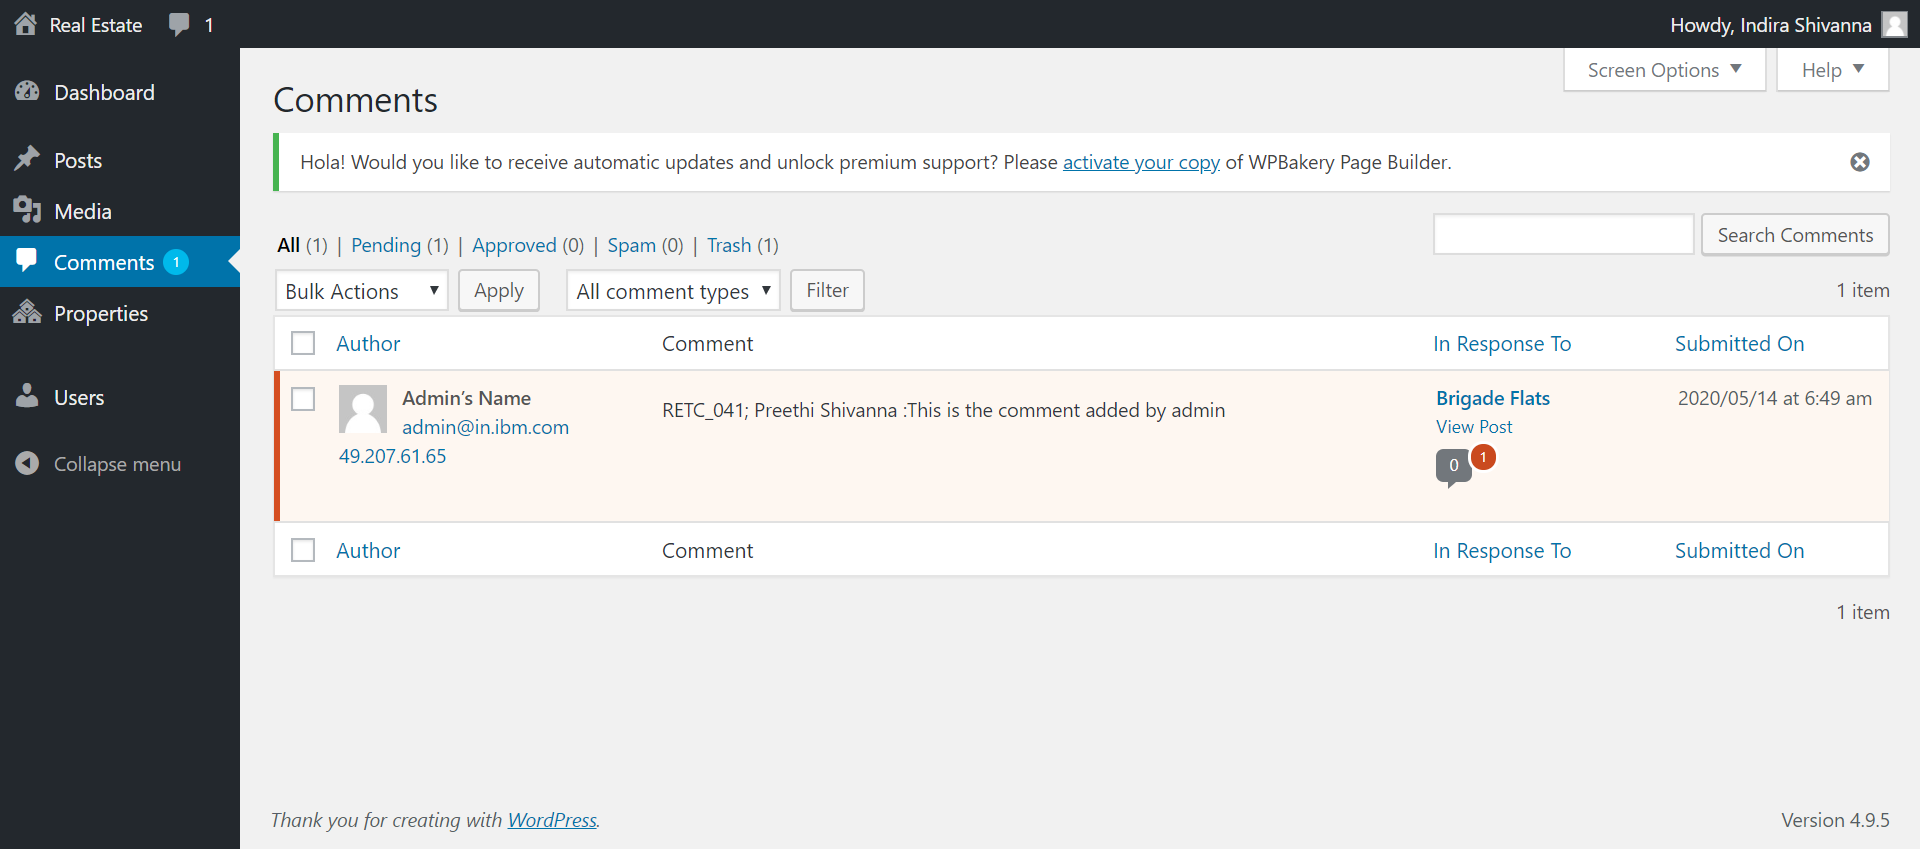 Real Estate 1 Howdy, Indira Shivanna
Screen Options Help
Dashboard
Posts
Media
Comments 1
Properties
Users
Collapse menu
Comments
Hola! Would you like to receive automatic updates and unlock premium support? Please activate your copy of WPBakery Page Builder.
All (1) | Pending (1) | Approved (0) | Spam (0) | Trash (1)
Search Comments
Bulk Actions Apply All comment types Filter 1 item
Author Comment In Response To Submitted On
Admin’s Name
admin@in.ibm.com
49.207.61.65
RETC_041; Preethi Shivanna :This is the comment added by admin
Brigade Flats
View Post
0 1
2020/05/14 at 6:49 am
Author Comment In Response To Submitted On
1 item
Thank you for creating with WordPress. Version 4.9.5